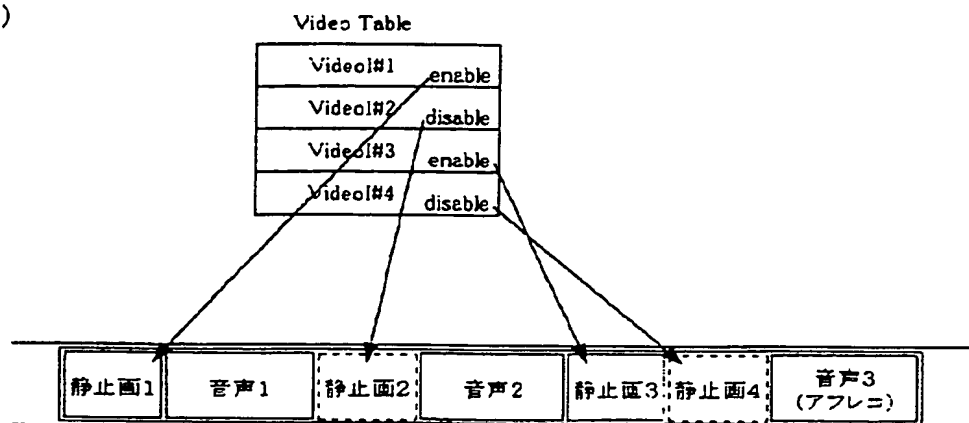 )
Video Table
VideoI#1 enable
VideoI#2 disable
VideoI#3 enable
VideoI#4 disable
静止画1 音声1 静止画2 音声2 静止画3 静止画4 音声3
(アフレコ)